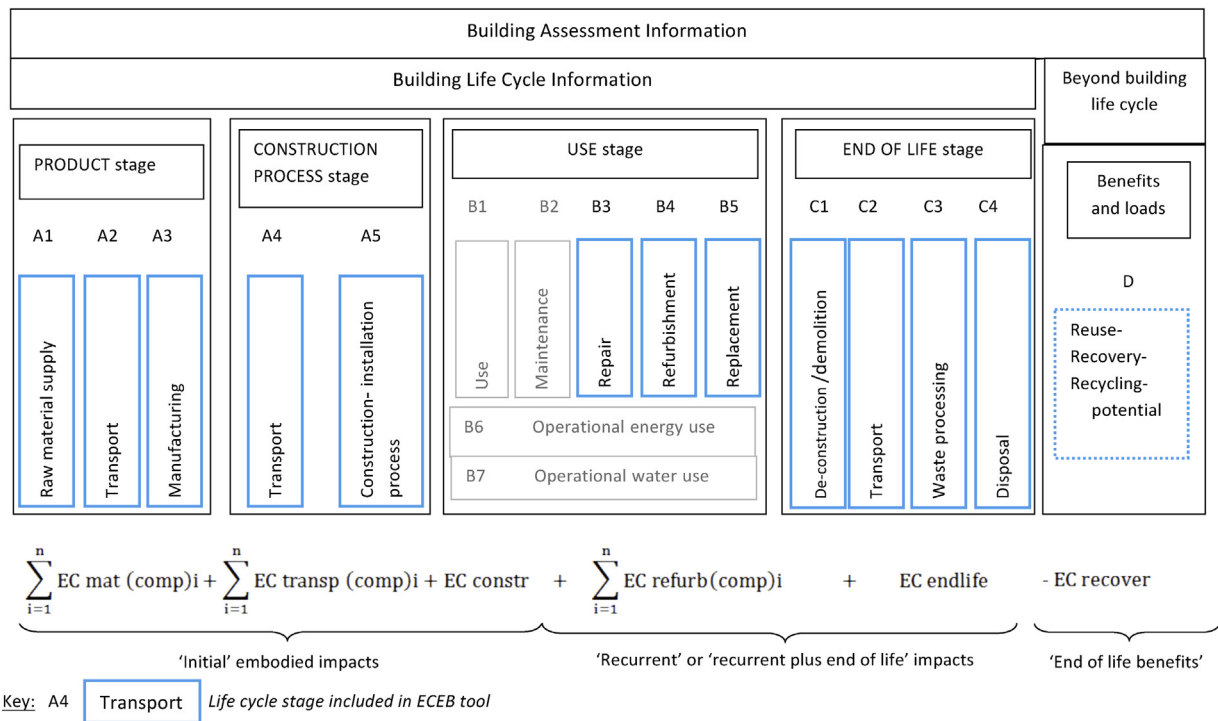 Building Assessment Information
Building Life Cycle Information
Beyond building
life cycle
PRODUCT stage
CONSTRUCTION
PROCESS stage
USE stage
END OF LIFE stage
Benefits
and loads
A1 A2 A3 A4 A5 B1 B2 B3 B4 B5 C1 C2 C3 C4
D
Raw material supply
Transport
Manufacturing
Transport
Construction- installation
process
Use
Maintenance
Repair
Refurbishment
Replacement
B6 Operational energy use
B7 Operational water use
De-construction /demolition
Transport
Waste processing
Disposal
Reuse-
Recovery-
Recycling-
potential
n n n
∑ EC mat (comp)i + ∑ EC transp (comp)i + EC constr + ∑ EC refurb(comp)i + EC endlife - EC recover
i=1 i=1 i=1
‘Initial’ embodied impacts
‘Recurrent’ or ‘recurrent plus end of life’ impacts
‘End of life benefits’
Key: A4 Transport Life cycle stage included in ECEB tool